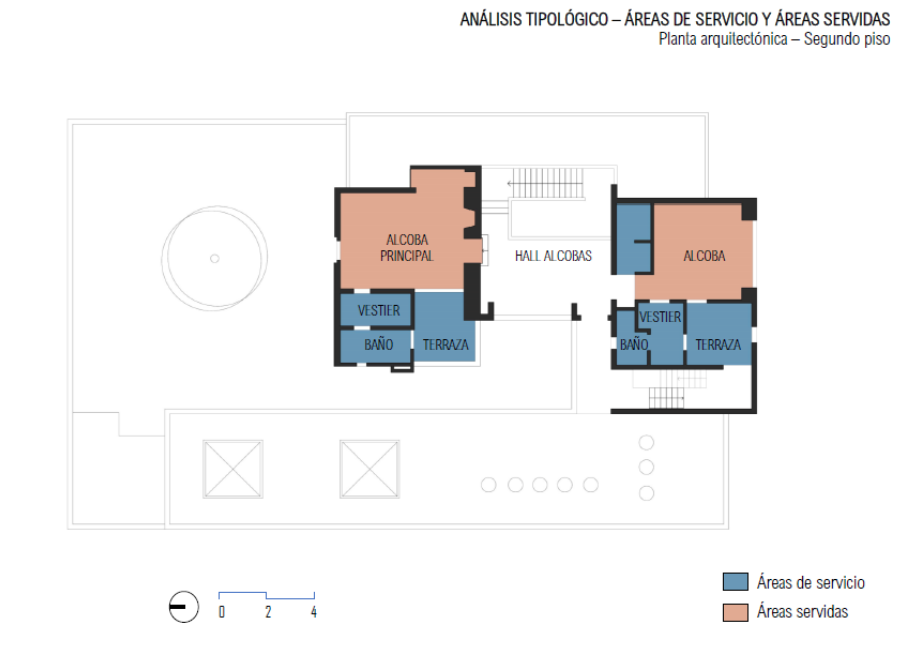 ANÁLISIS TIPOLÓGICO – ÁREAS DE SERVICIO Y ÁREAS SERVIDAS
Planta arquitectónica – Segundo piso
ALCOBA
PRINCIPAL
HALL ALCOBAS
ALCOBA
VESTIER
VESTIER
BAÑO
TERRAZA
BAÑO
TERRAZA
Áreas de servicio
0 2 4
Áreas servidas